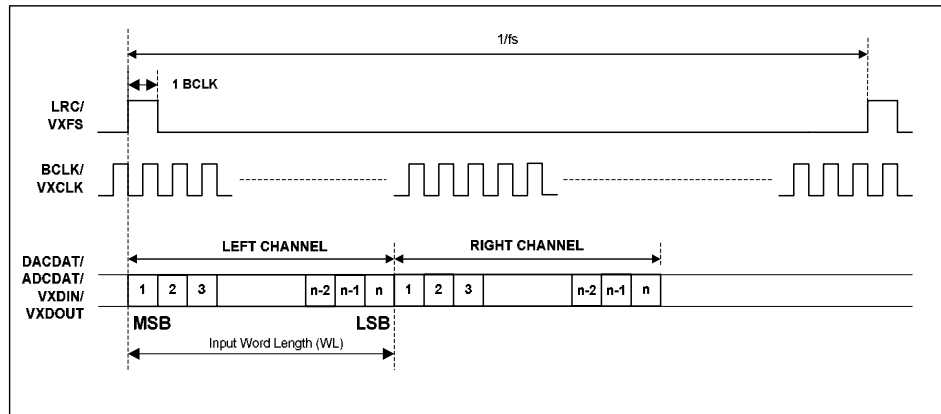 1/fs
1 BCLK
LRC/
VXFS
BCLK/
VXCLK
LEFT CHANNEL
RIGHT CHANNEL
DACDAT/
ADCDAT/
VXDIN/
VXDOUT
1 2 3 n-2 n-1 n 1 2 3 n-2 n-1 n
MSB LSB
Input Word Length (WL)